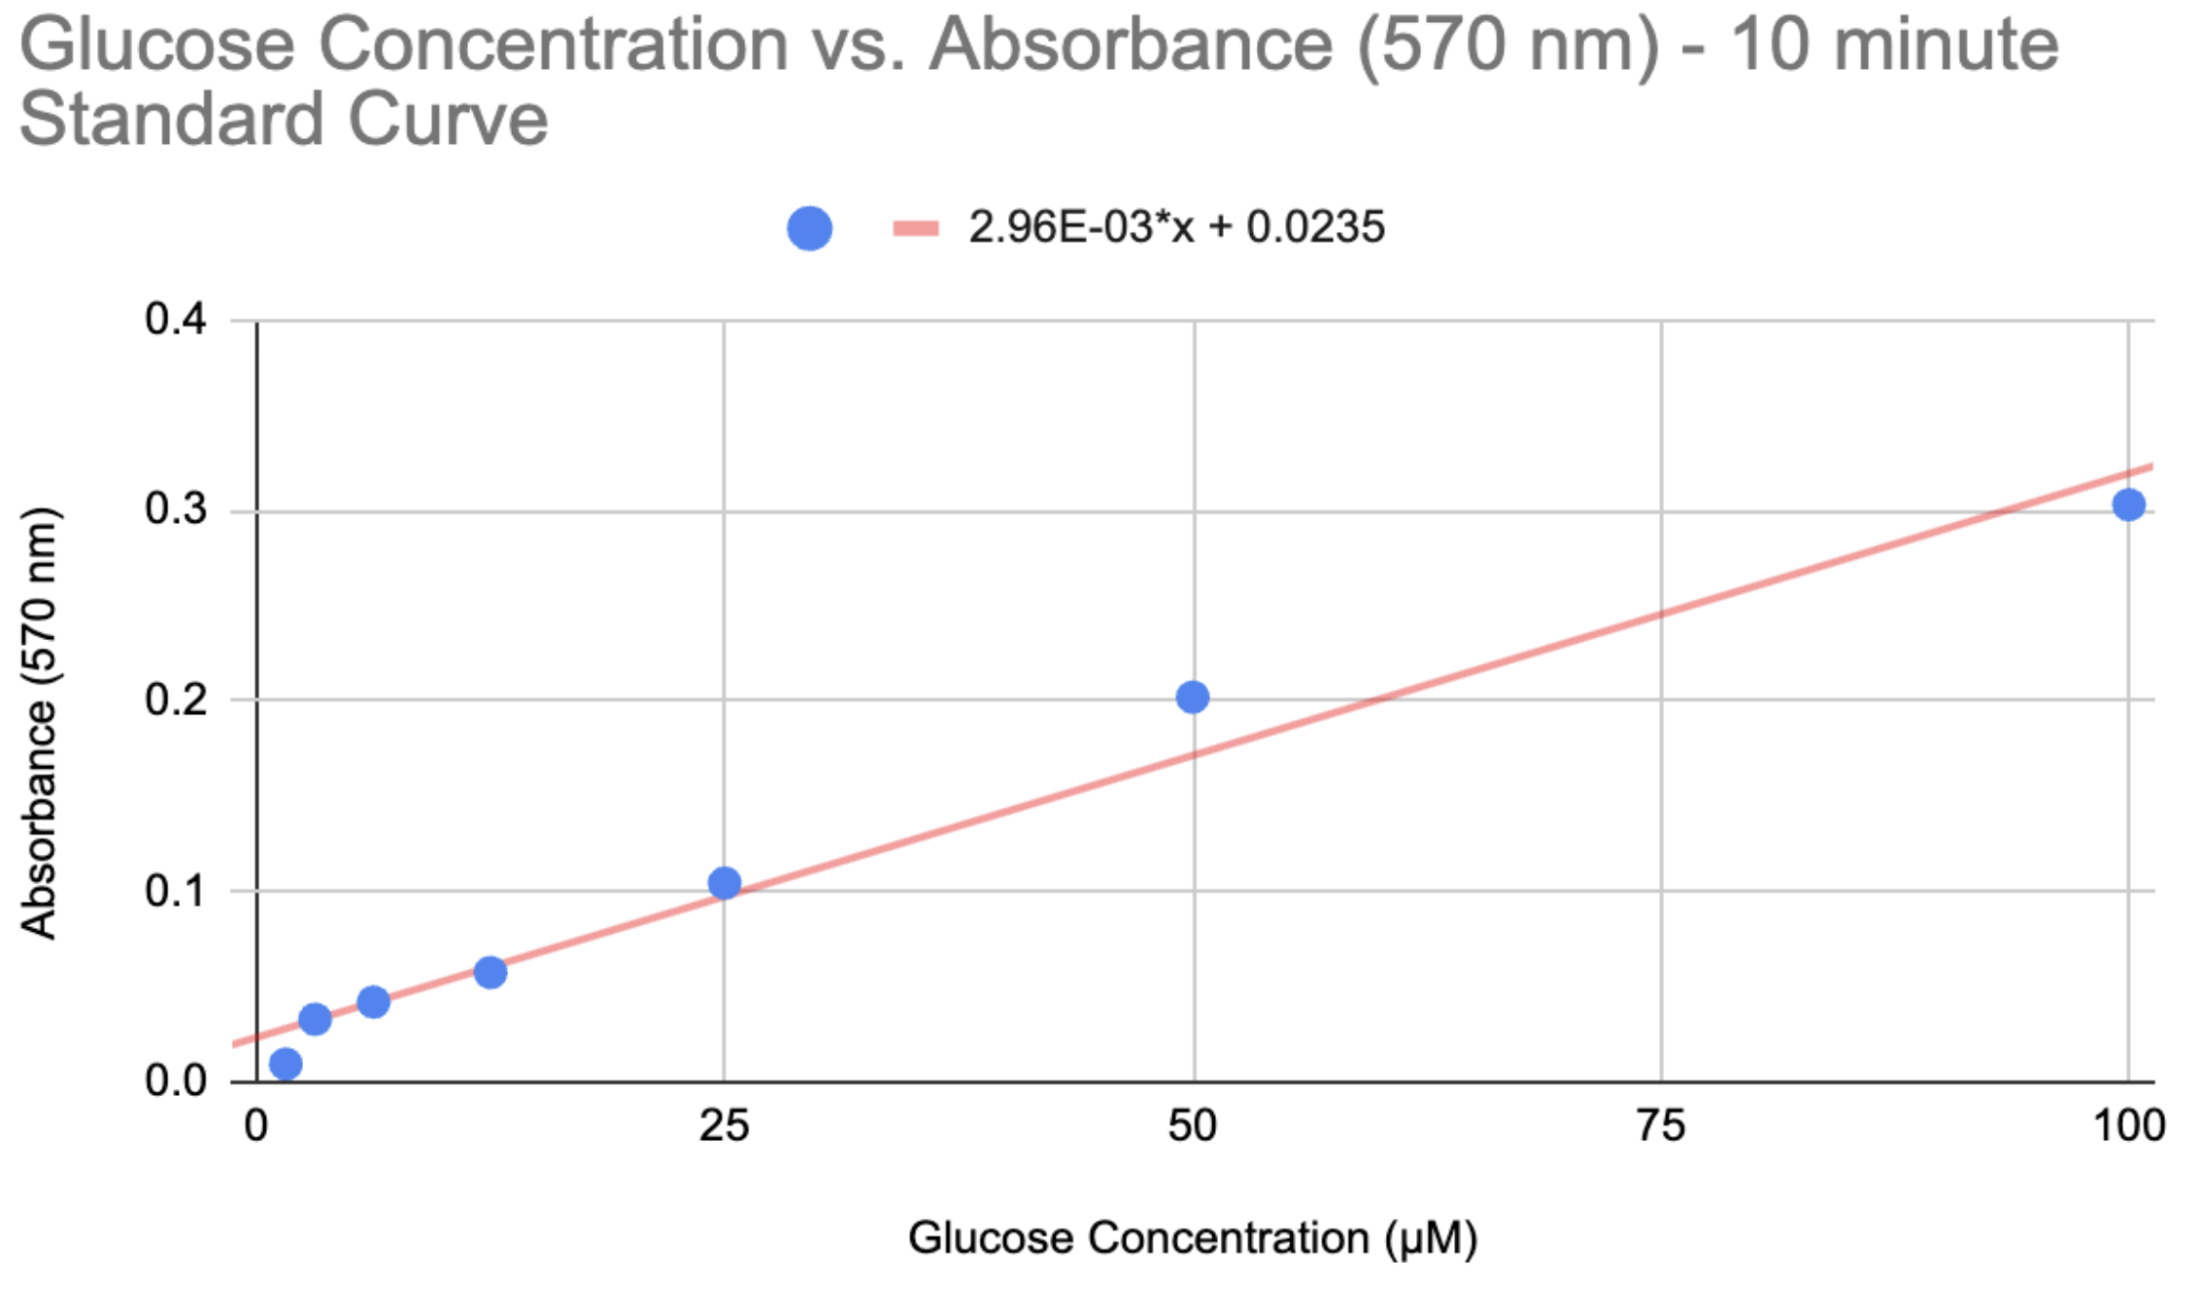 Glucose Concentration vs. Absorbance (570 nm) - 10 minute
Standard Curve
2.96E-03*x + 0.0235
0.4
0.3
0.2
0.1
0.0
Absorbance (570 nm)
0 25 50 75 100
Glucose Concentration (μM)